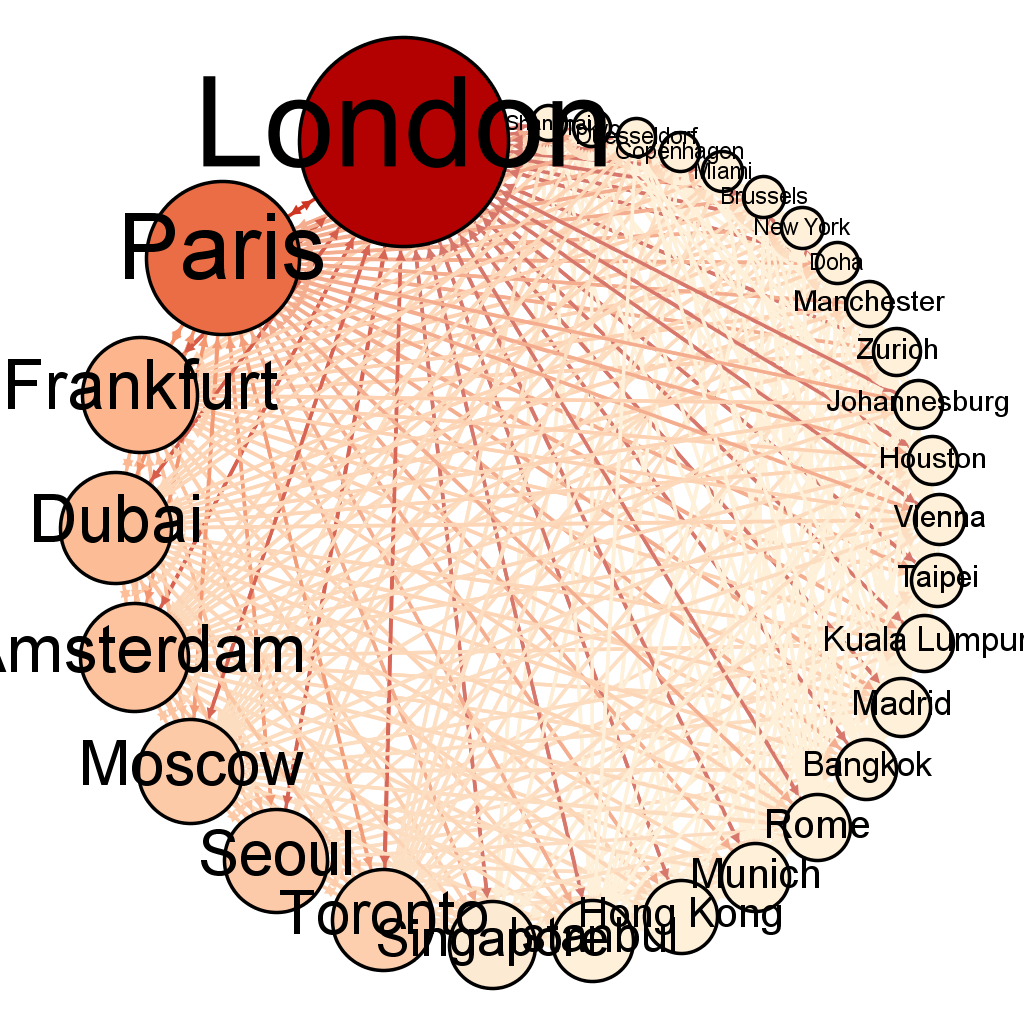 London
Paris
Frankfurt
Dubai
Amsterdam
Moscow
Seoul
Toronto
Singapore
Istanbul
Hong Kong
Munich
Rome
Bangkok
Madrid
Kuala Lumpur
Taipei
Vienna
Houston
Johannesburg
Zurich
Manchester
Doha
New York
Brussels
Miami
Copenhagen
Duesseldorf
Shanghai